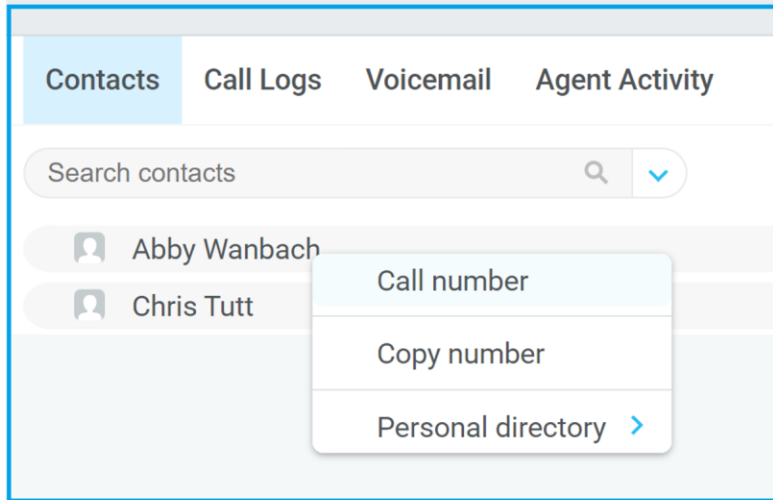 Contacts Call Logs Voicemail Agent Activity
Search contacts
Abby Wanbach
Chris Tutt
Call number
Copy number
Personal directory